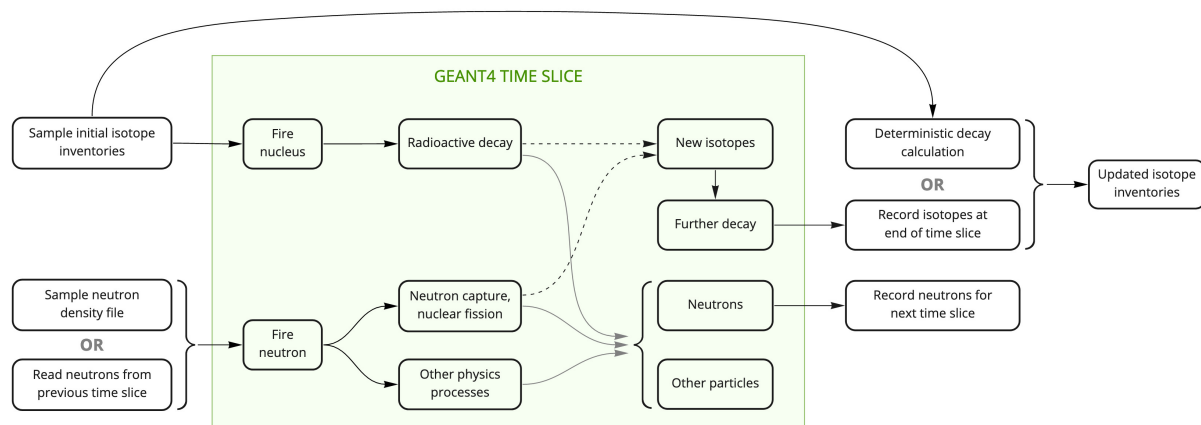 GEANT4 TIME SLICE
Sample initial isotope
inventories
Fire
nucleus
Radioactive decay
New isotopes
Deterministic decay
calculation
OR
Updated isotope
inventories
Further decay
Record isotopes at
end of time slice
Sample neutron
density file
OR
Read neutrons from
previous time slice
Fire
neutron
Neutron capture,
nuclear fission
Other physics
processes
Neutrons
Other particles
Record neutrons for
next time slice